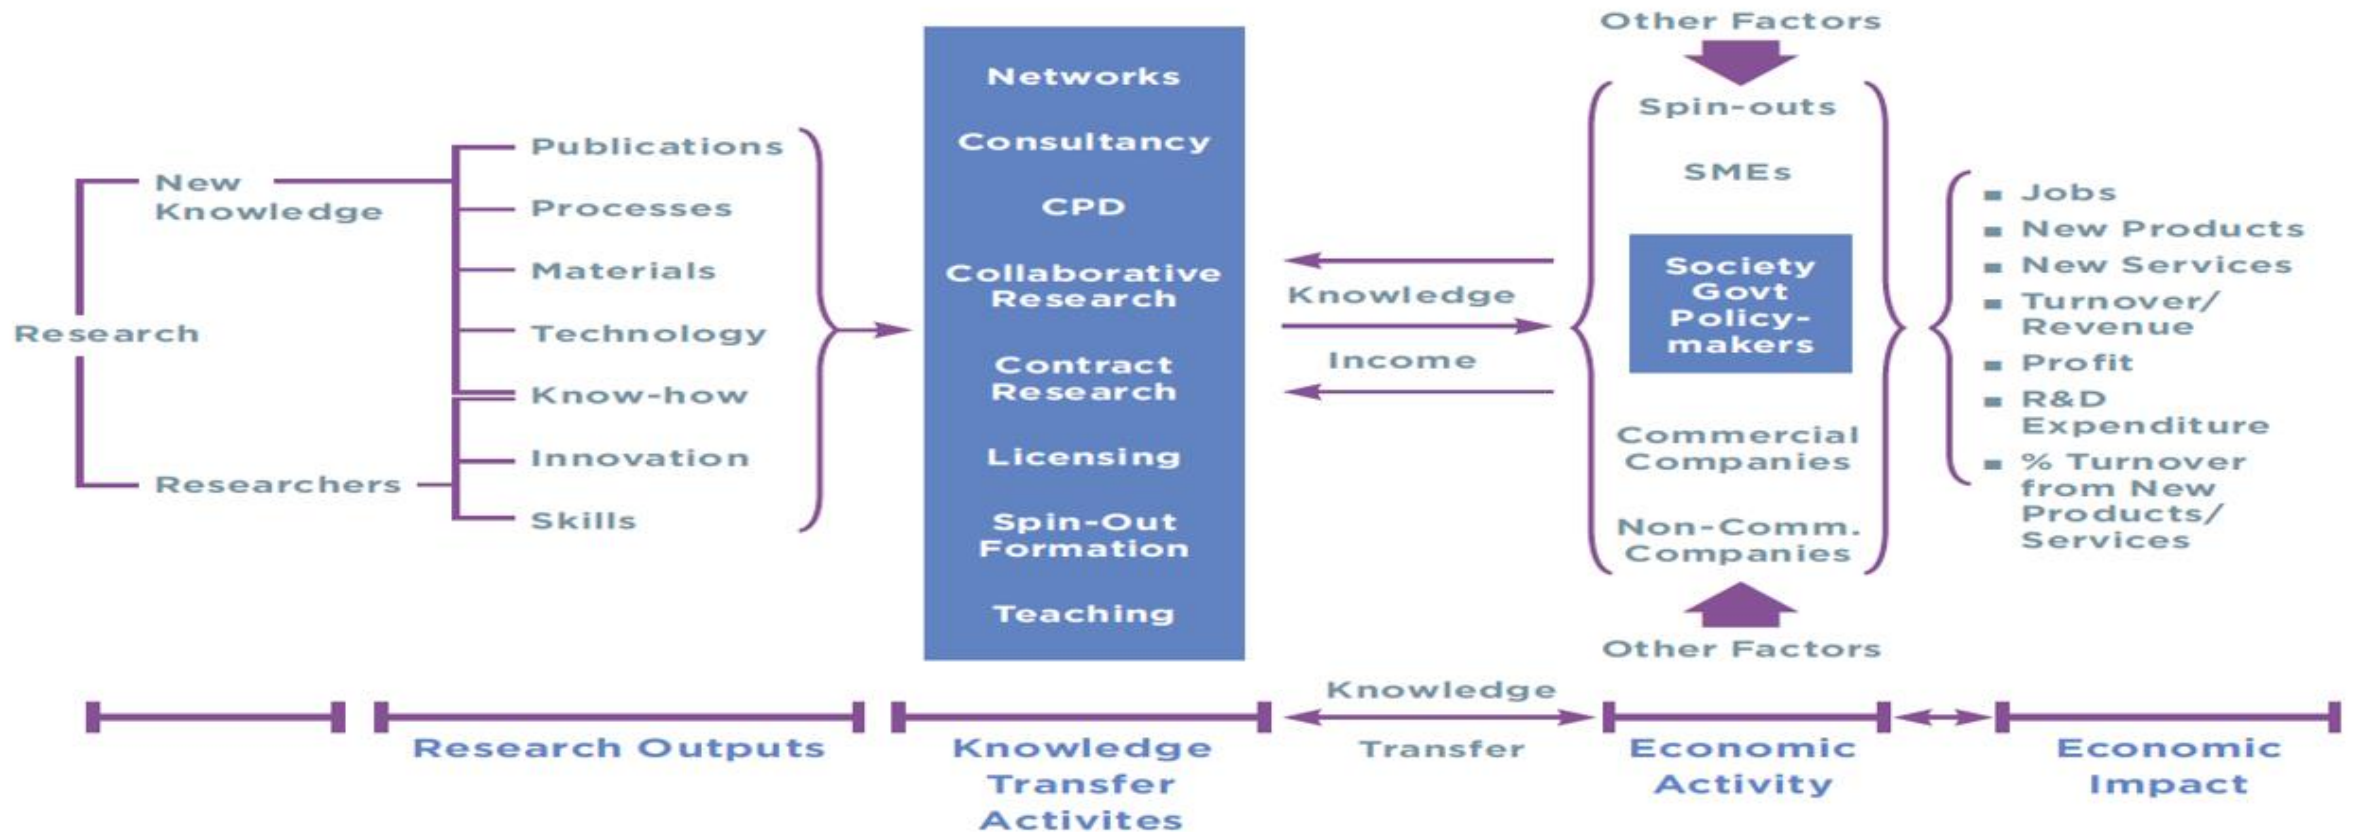 Research
New
Knowledge
Researchers
Publications
Processes
Materials
Technology
Know-how
Innovation
Skills
Networks
Consultancy
CPD
Collaborative
Research
Contract
Research
Licensing
Spin-Out
Formation
Teaching
Knowledge
Income
Other Factors
Spin-outs
SMEs
Society
Govt
Policy-
makers
Commercial
Companies
Non-Comm.
Companies
Other Factors
Jobs
New Products
New Services
Turnover/
Revenue
Profit
R&D
Expenditure
% Turnover
from New
Products/
Services
Research Outputs
Knowledge
Transfer
Activites
Knowledge
Transfer
Economic
Activity
Economic
Impact